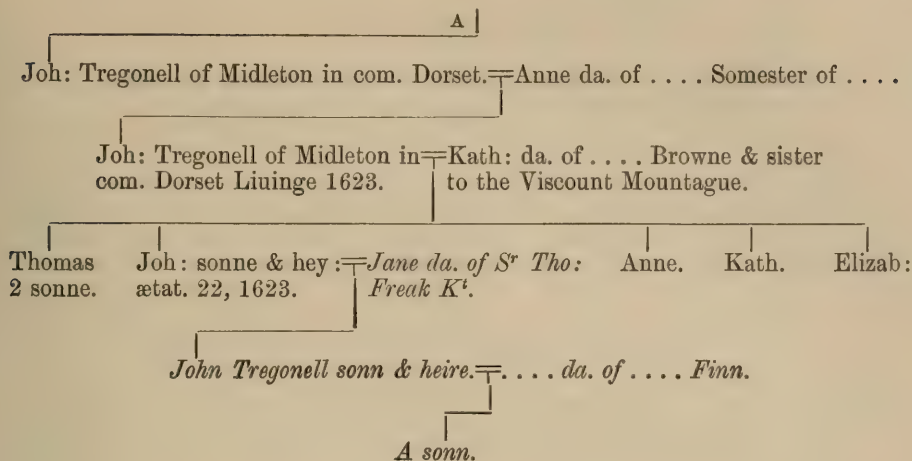 A
Joh: Tregonell of Midleton in com. Dorset. Anne da. of . . . . Somester of . . . .
Joh: Tregonell of Midleton in Kath: da. of . . . . Browne & sister
com. Dorset Liuinge 1623. to the Viscount Mountague.
Thomas Joh: sonne & hey : Jane da. of Sʳ Tho: Anne. Kath. Elizab:
2 sonne. ætat. 22, 1623. Freak Kᵗ.
John Tregonell sonn & heire. . . . . da. of . . . . Finn.
A sonn.